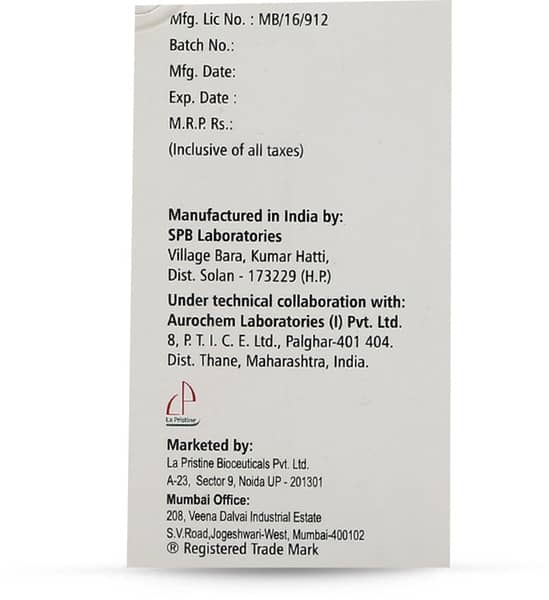 Mfg. Lic No. : MB/16/912
Batch No.:
Mfg. Date:
Exp. Date :
M.R.P. Rs.:
(Inclusive of all taxes)
Manufactured in India by:
SPB Laboratories
Village Bara, Kumar Hatti,
Dist. Solan - 173229 (H.P.)
Under technical collaboration with:
Aurochem Laboratories (I) Pvt. Ltd.
8, P. T. I. C. E. Ltd., Palghar-401 404.
Dist. Thane, Maharashtra, India.
La Pristine
Marketed by:
La Pristine Bioceuticals Pvt. Ltd.
A-23, Sector 9, Noida UP - 201301
Mumbai Office:
208, Veena Dalvai Industrial Estate
S.V.Road,Jogeshwari-West, Mumbai-400102
® Registered Trade Mark